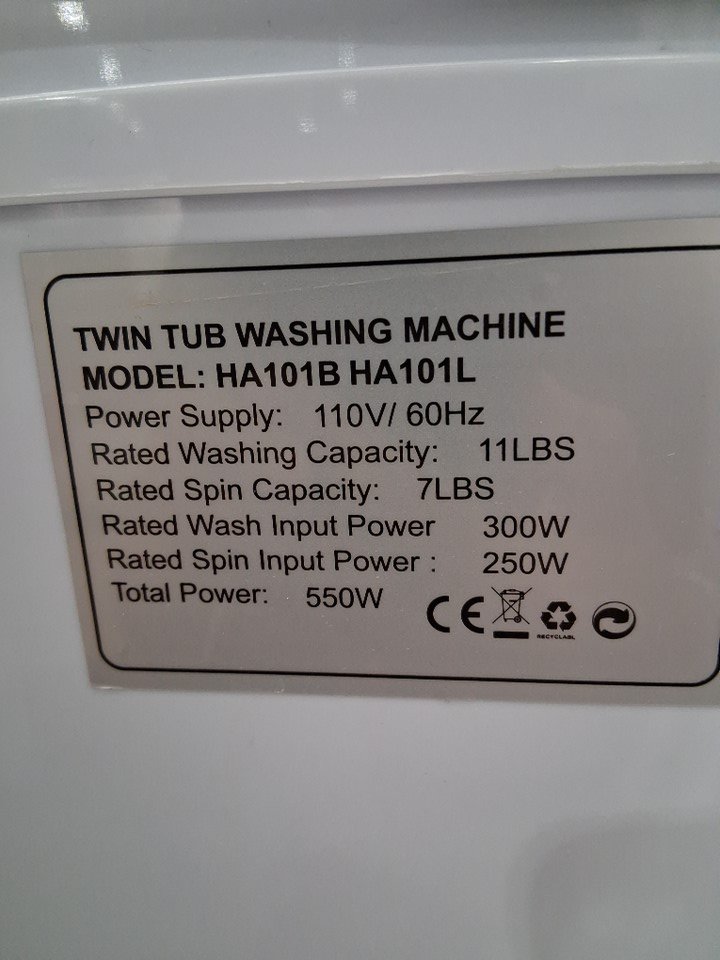 TWIN TUB WASHING MACHINE
MODEL: HA101B HA101L
Power Supply: 110V/ 60Hz
Rated Washing Capacity: 11LBS
Rated Spin Capacity: 7LBS
Rated Wash Input Power 300W
Rated Spin Input Power : 250W
Total Power: 550W
CE
RECYCLABL